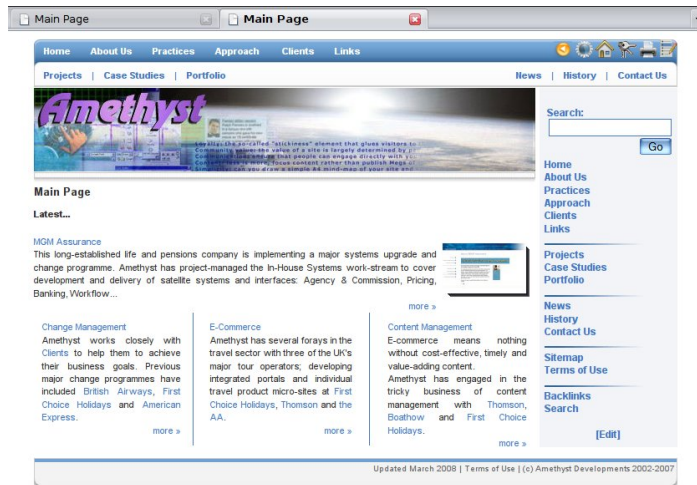 Main Page
Main Page
Home About Us Practices Approach Clients Links
Projects | Case Studies | Portfolio
News | History | Contact Us
Amethyst
Loyalty: the so-called "stickiness" element that glues visitors to
Main Page
Latest...
MGM Assurance
This long-established life and pensions company is implementing a major systems upgrade and
change programme. Amethyst has project-managed the In-House Systems work-stream to cover
development and delivery of satellite systems and interfaces: Agency & Commission, Pricing,
Banking, Workflow...
more »
Change Management
Amethyst works closely with
Clients to help them to achieve
their business goals. Previous
major change programmes have
included British Airways, First
Choice Holidays and American
Express.
more »
E-Commerce
Amethyst has several forays in the
travel sector with three of the UK's
major tour operators; developing
integrated portals and individual
travel product micro-sites at First
Choice Holidays, Thomson and the
AA.
more »
Content Management
E-commerce means nothing
without cost-effective, timely and
value-adding content.
Amethyst has engaged in the
tricky business of content
management with Thomson,
Boathow and First Choice
Holidays.
more »
Search:
Go
Home
About Us
Practices
Approach
Clients
Links
Projects
Case Studies
Portfolio
News
History
Contact Us
Sitemap
Terms of Use
Backlinks
Search
[Edit]
Updated March 2008 | Terms of Use | (c) Amethyst Developments 2002-2007